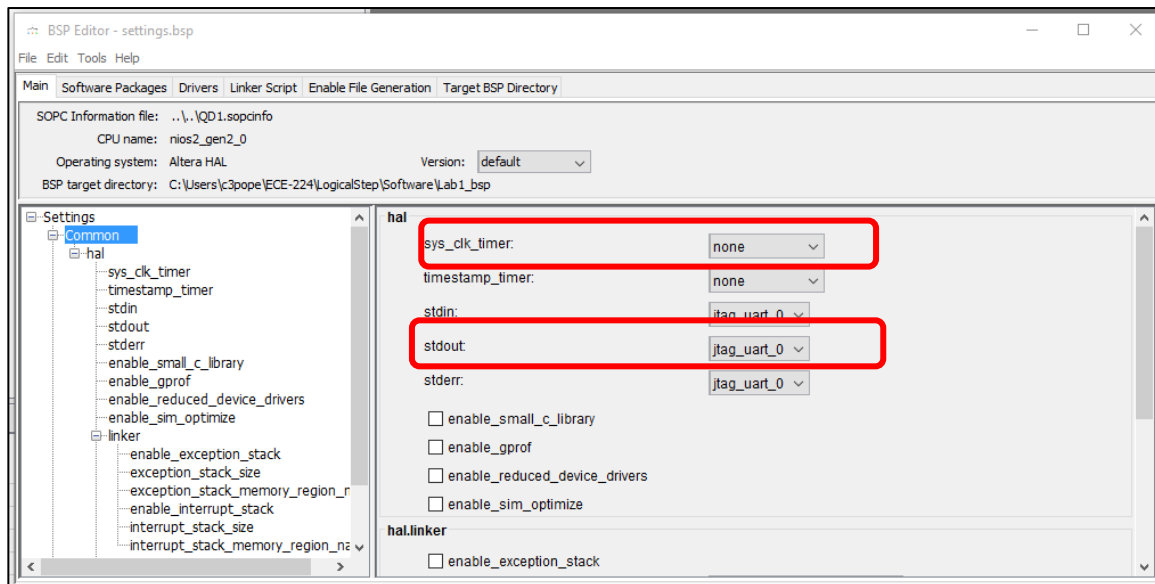 BSP Editor - settings.bsp
File Edit Tools Help
Main Software Packages Drivers Linker Script Enable File Generation Target BSP Directory
SOPC Information file: ..\..\QD1.sopcinfo
CPU name: nios2_gen2_0
Operating system: Altera HAL Version: default
BSP target directory: C:\Users\c3pope\ECE-224\LogicalStep\Software\Lab1_bsp
Settings
Common
hal
sys_clk_timer
timestamp_timer
stdin
stdout
stderr
enable_small_c_library
enable_gprof
enable_reduced_device_drivers
enable_sim_optimize
linker
enable_exception_stack
exception_stack_size
exception_stack_memory_region_n
enable_interrupt_stack
interrupt_stack_size
interrupt_stack_memory_region_na
hal
sys_clk_timer: none
timestamp_timer: none
stdin: jtag_uart_0
stdout: jtag_uart_0
stderr: jtag_uart_0
enable_small_c_library
enable_gprof
enable_reduced_device_drivers
enable_sim_optimize
hal.linker
enable_exception_stack